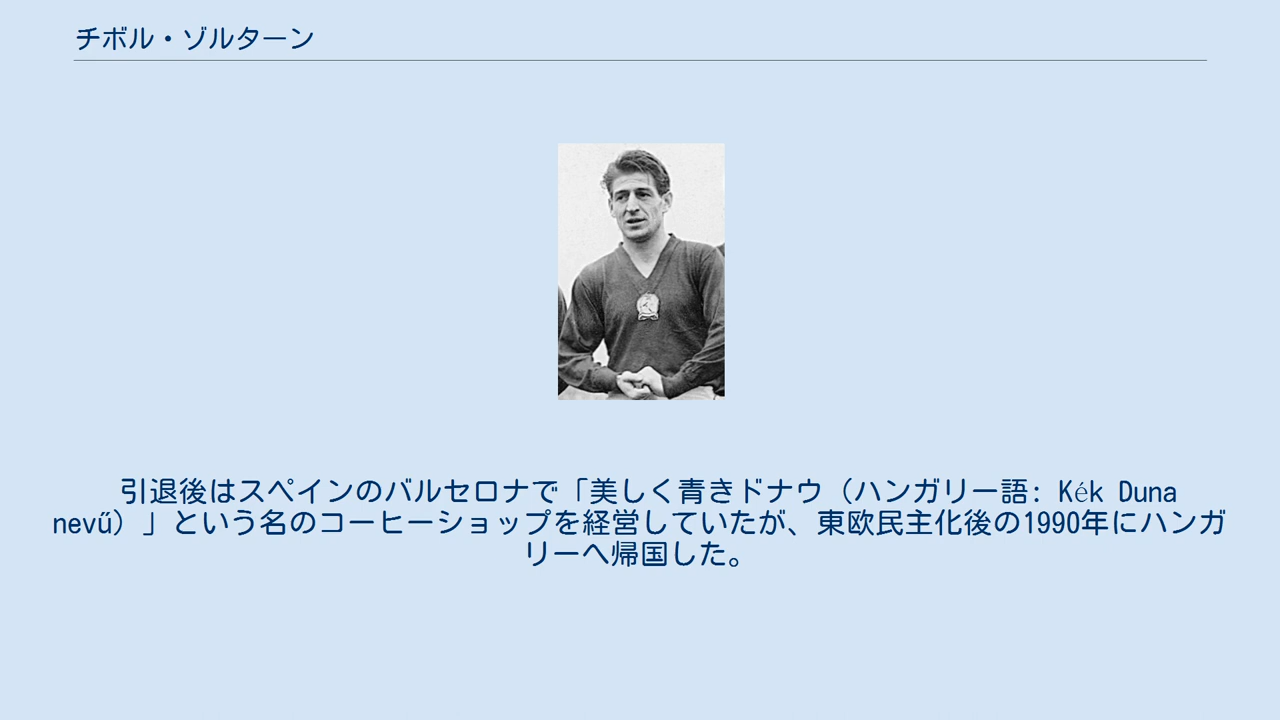 チボル・ゾルターン
引退後はスペインのバルセロナで「美しく青きドナウ（ハンガリー語: Kék Duna
nevű）」という名のコーヒーショップを経営していたが、東欧民主化後の1990年にハンガ
リーへ帰国した。